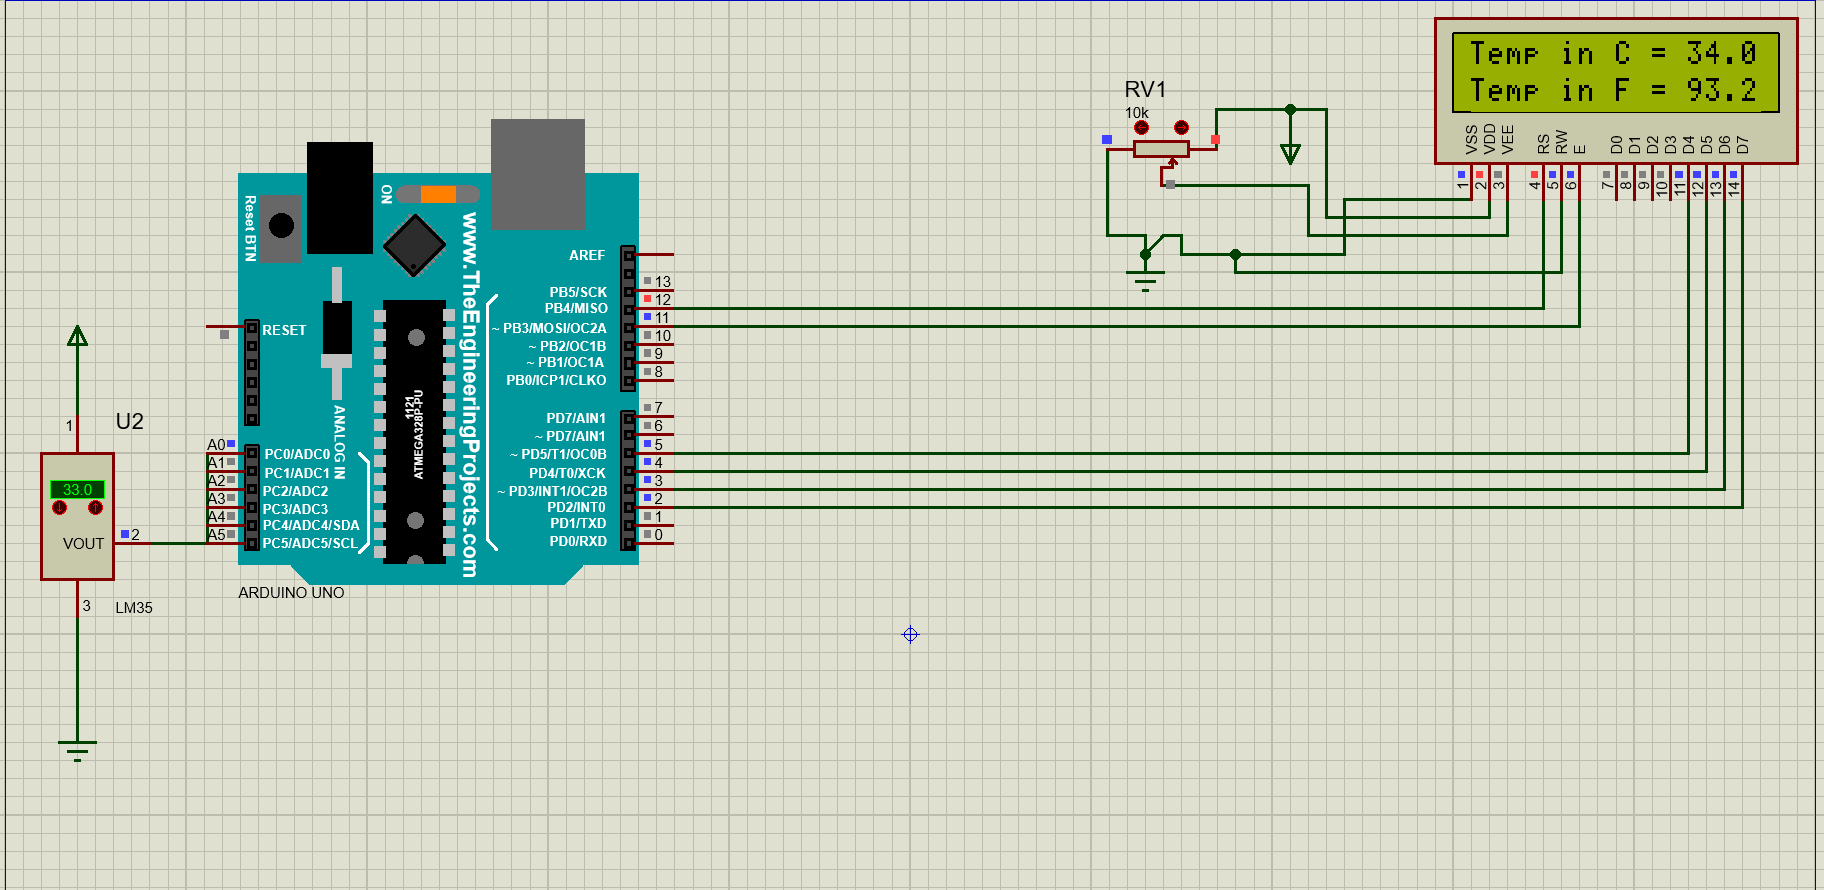 Temp in C = 34.0
Temp in F = 93.2
VSS
VDD
VEE
RS
RW
E
D0
D1
D2
D3
D4
D5
D6
D7
1
2
3
4
5
6
7
8
9
10
11
12
13
14
RV1
10k
Reset BTN
ON
www.TheEngineeringProjects.com
ANALOG IN
1121
ATMEGA328P-PU
RESET
AREF
PB5/SCK
13
PB4/MISO
12
~ PB3/MOSI/OC2A
11
~ PB2/OC1B
10
~ PB1/OC1A
9
PB0/ICP1/CLKO
8
PD7/AIN1
7
~ PD7/AIN1
6
~ PD5/T1/OC0B
5
PD4/T0/XCK
4
~ PD3/INT1/OC2B
3
PD2/INT0
2
PD1/TXD
1
PD0/RXD
0
A0
PC0/ADC0
A1
PC1/ADC1
A2
PC2/ADC2
A3
PC3/ADC3
A4
PC4/ADC4/SDA
A5
PC5/ADC5/SCL
ARDUINO UNO
U2
1
33.0
2
VOUT
3
LM35